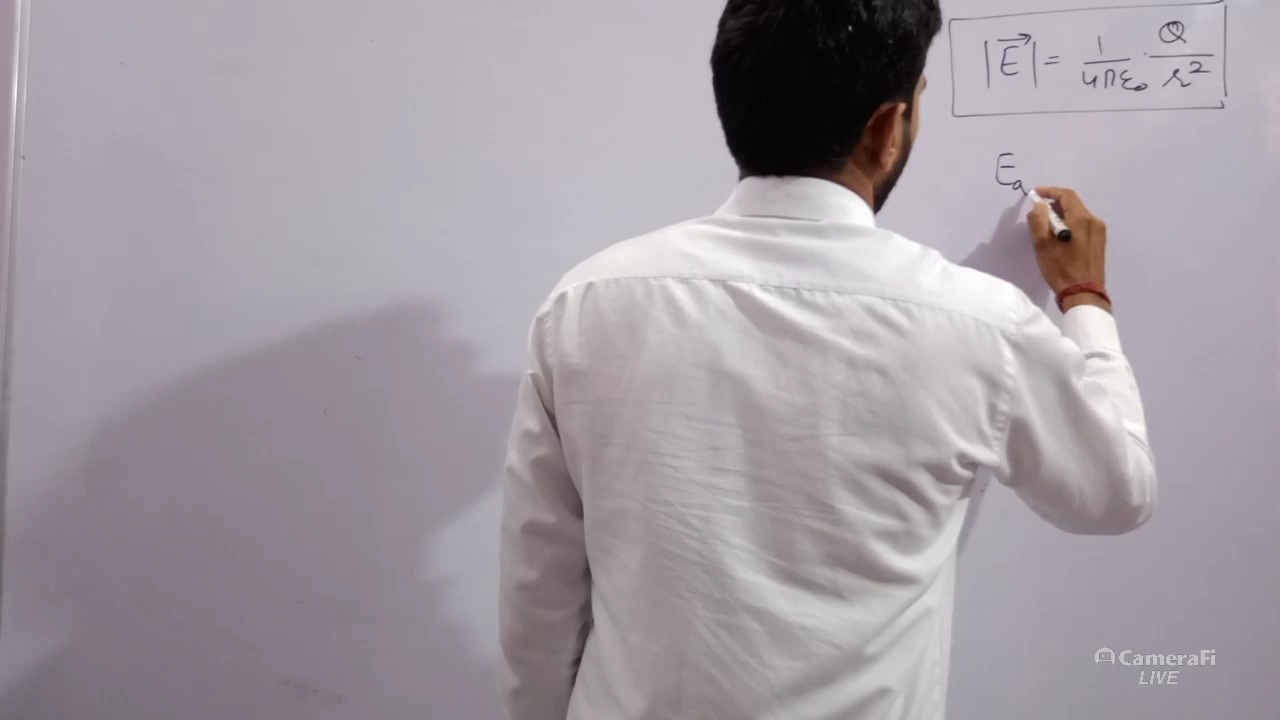 |E⃗| = 1/4πε₀ · Q/r²
Eₐ
CameraFi
LIVE